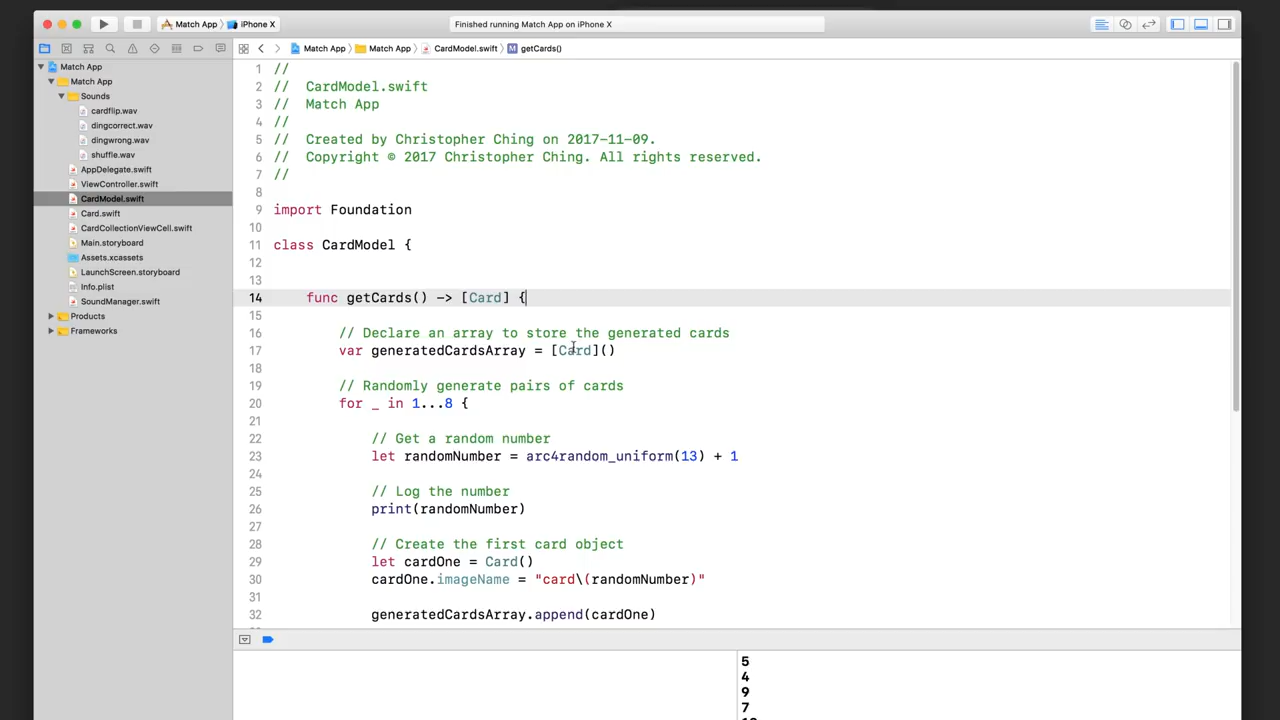 Match App
iPhone X
Finished running Match App on iPhone X
Match App
Match App
CardModel.swift
M
getCards()
Match App
Match App
Sounds
cardflip.wav
dingcorrect.wav
dingwrong.wav
shuffle.wav
AppDelegate.swift
ViewController.swift
CardModel.swift
Card.swift
CardCollectionViewCell.swift
Main.storyboard
Assets.xcassets
LaunchScreen.storyboard
Info.plist
SoundManager.swift
Products
Frameworks
1 //
2 //  CardModel.swift
3 //  Match App
4 //
5 //  Created by Christopher Ching on 2017-11-09.
6 //  Copyright © 2017 Christopher Ching. All rights reserved.
7 //
8
9 import Foundation
10
11 class CardModel {
12
13
14     func getCards() -> [Card] {
15
16         // Declare an array to store the generated cards
17         var generatedCardsArray = [Card]()
18
19         // Randomly generate pairs of cards
20         for _ in 1...8 {
21
22             // Get a random number
23             let randomNumber = arc4random_uniform(13) + 1
24
25             // Log the number
26             print(randomNumber)
27
28             // Create the first card object
29             let cardOne = Card()
30             cardOne.imageName = "card\(randomNumber)"
31
32             generatedCardsArray.append(cardOne)
5
4
9
7